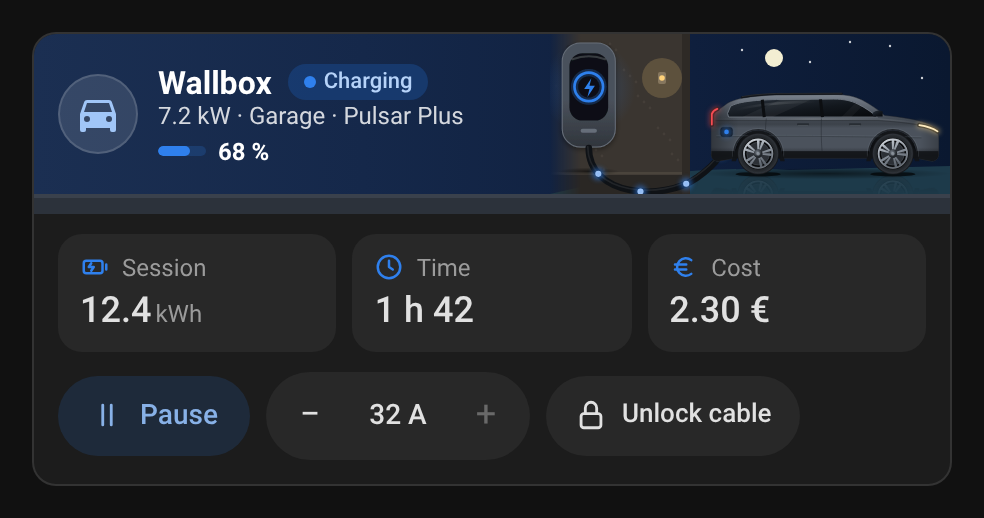 Wallbox Charging
7.2 kW · Garage · Pulsar Plus
68 %
Session
12.4 kWh
Time
1 h 42
Cost
2.30 €
Pause
− 32 A +
Unlock cable